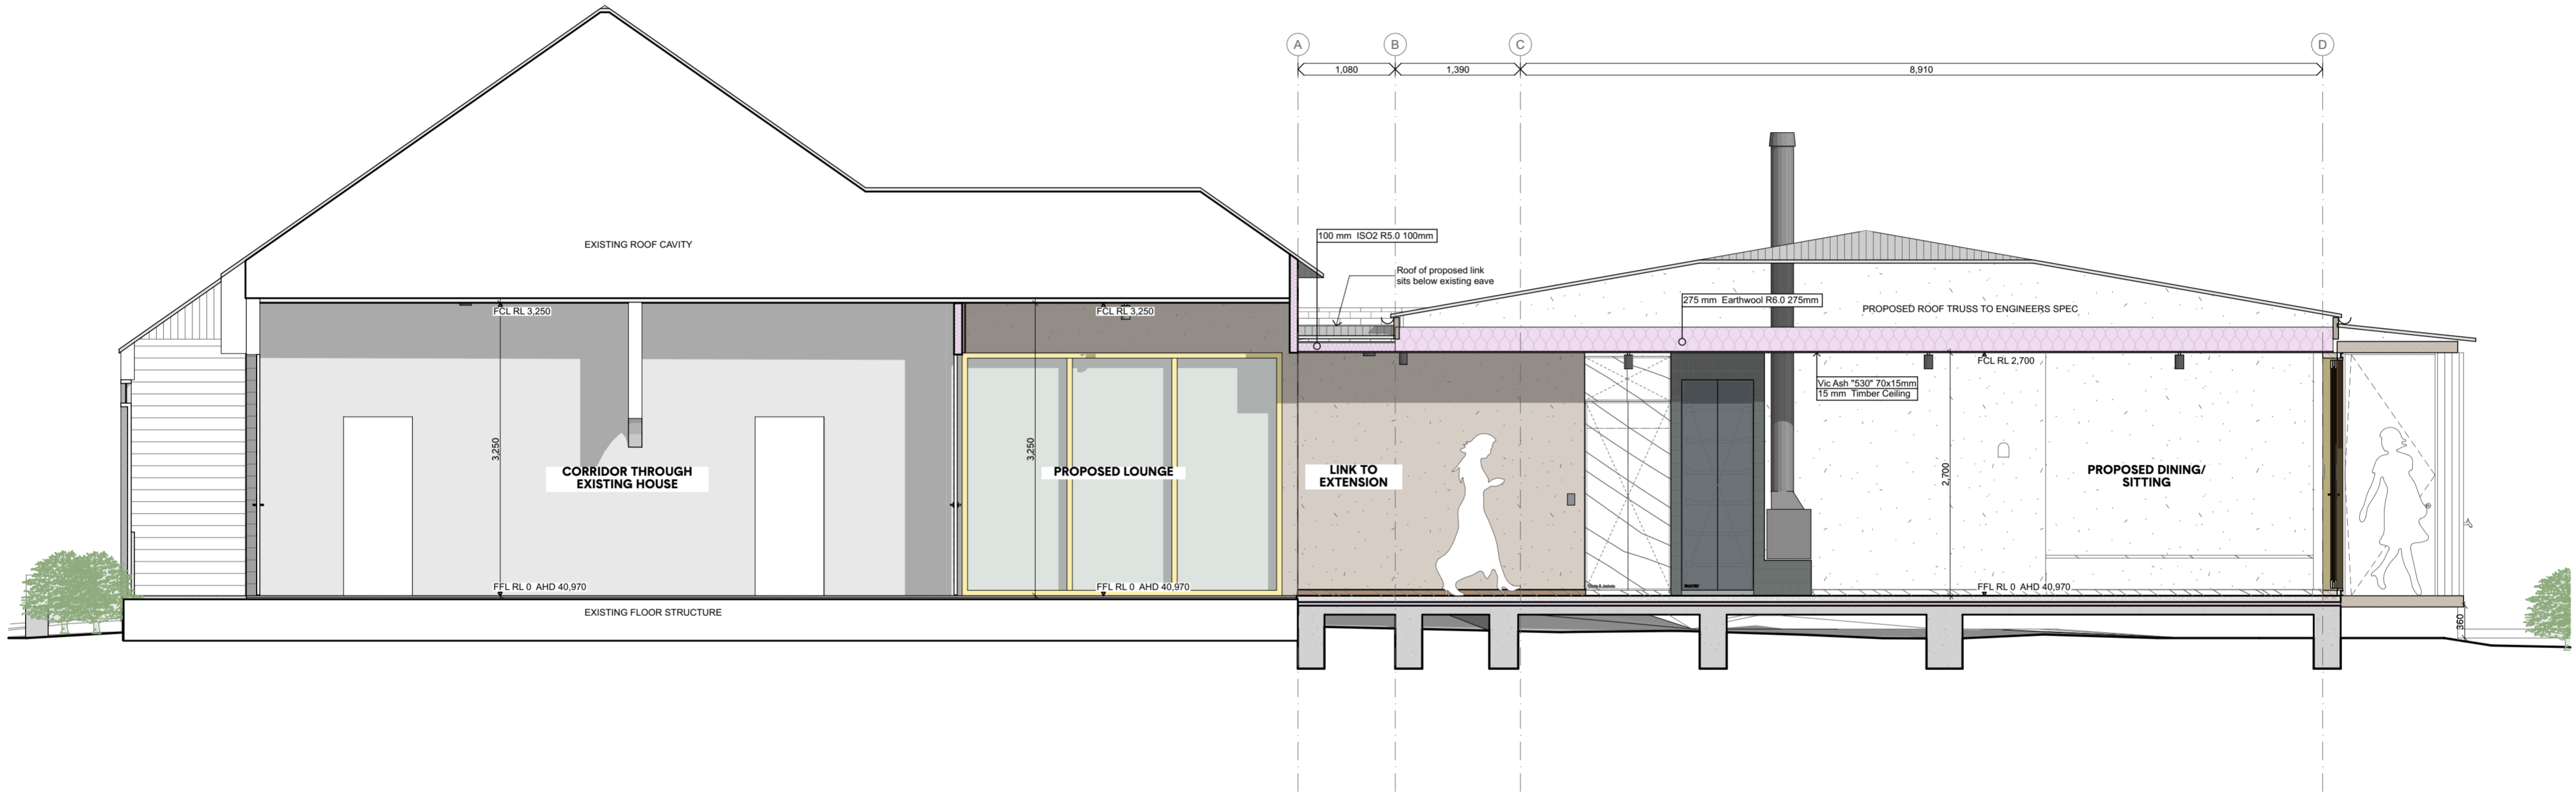 A
B
C
D
1,080
1,390
8,910
100 mm  ISO2 R5.0 100mm
EXISTING ROOF CAVITY
Roof of proposed link
sits below existing eave
275 mm  Earthwool R6.0 275mm
PROPOSED ROOF TRUSS TO ENGINEERS SPEC
FCL RL 3,250
FCL RL 3,250
FCL RL 2,700
Vic Ash "530" 70x15mm
15 mm  Timber Ceiling
3,250
3,250
2,700
CORRIDOR THROUGH
EXISTING HOUSE
PROPOSED LOUNGE
LINK TO
EXTENSION
PROPOSED DINING/
SITTING
FFL RL 0  AHD 40,970
FFL RL 0  AHD 40,970
FFL RL 0  AHD 40,970
EXISTING FLOOR STRUCTURE
360